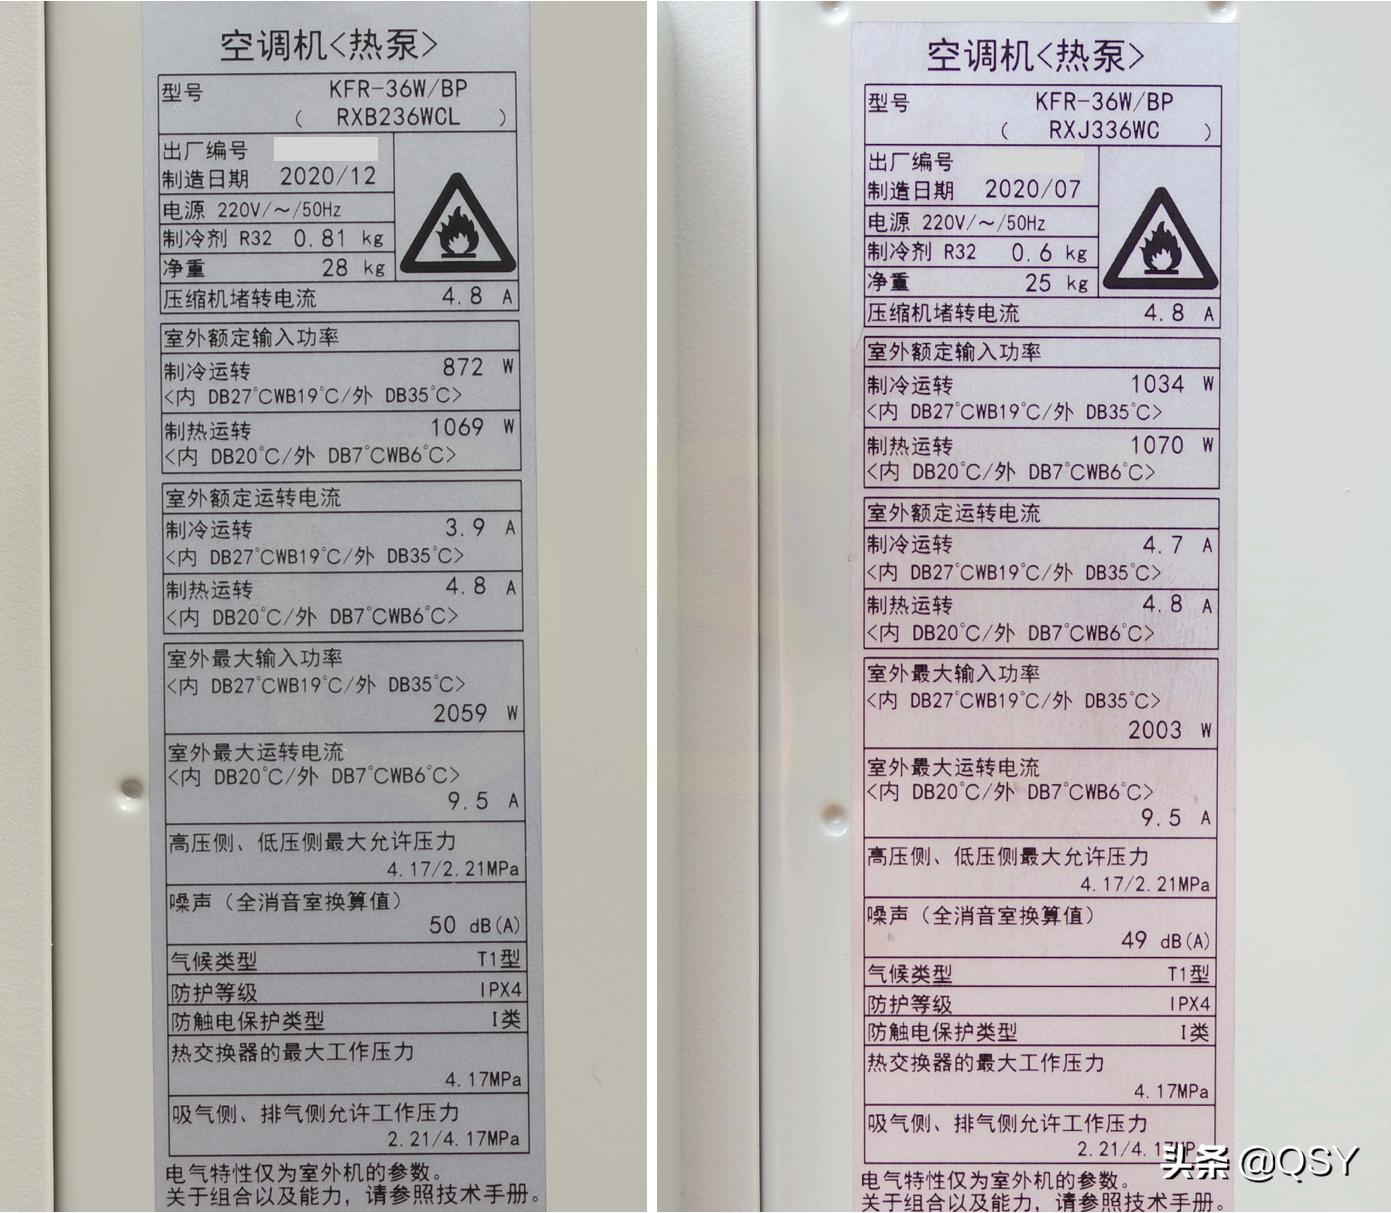 空调机<热泵>
型号 KFR-36W/BP
( RXB236WCL )
出厂编号
制造日期 2020/12
电源 220V/～/50Hz
制冷剂 R32 0.81 kg
净重 28 kg
压缩机堵转电流 4.8 A
室外额定输入功率
制冷运转 872 W
<内 DB27°CWB19°C/外 DB35°C>
制热运转 1069 W
<内 DB20°C/外 DB7°CWB6°C>
室外额定运转电流
制冷运转 3.9 A
<内 DB27°CWB19°C/外 DB35°C>
制热运转 4.8 A
<内 DB20°C/外 DB7°CWB6°C>
室外最大输入功率
<内 DB27°CWB19°C/外 DB35°C>
2059 W
室外最大运转电流
<内 DB20°C/外 DB7°CWB6°C>
9.5 A
高压侧、低压侧最大允许压力
4.17/2.21MPa
噪声（全消音室换算值）
50 dB(A)
气候类型 T1型
防护等级 IPX4
防触电保护类型 I类
热交换器的最大工作压力
4.17MPa
吸气侧、排气侧允许工作压力
2.21/4.17MPa
电气特性仅为室外机的参数。
关于组合以及能力，请参照技术手册。
空调机<热泵>
型号 KFR-36W/BP
( RXJ336WC )
出厂编号
制造日期 2020/07
电源 220V/～/50Hz
制冷剂 R32 0.6 kg
净重 25 kg
压缩机堵转电流 4.8 A
室外额定输入功率
制冷运转 1034 W
<内 DB27°CWB19°C/外 DB35°C>
制热运转 1070 W
<内 DB20°C/外 DB7°CWB6°C>
室外额定运转电流
制冷运转 4.7 A
<内 DB27°CWB19°C/外 DB35°C>
制热运转 4.8 A
<内 DB20°C/外 DB7°CWB6°C>
室外最大输入功率
<内 DB27°CWB19°C/外 DB35°C>
2003 W
室外最大运转电流
<内 DB20°C/外 DB7°CWB6°C>
9.5 A
高压侧、低压侧最大允许压力
4.17/2.21MPa
噪声（全消音室换算值）
49 dB(A)
气候类型 T1型
防护等级 IPX4
防触电保护类型 I类
热交换器的最大工作压力
4.17MPa
吸气侧、排气侧允许工作压力
2.21/4.17MPa
电气特性仅为室外机的参数。
关于组合以及能力，请参照技术手册。
头条 @QSY